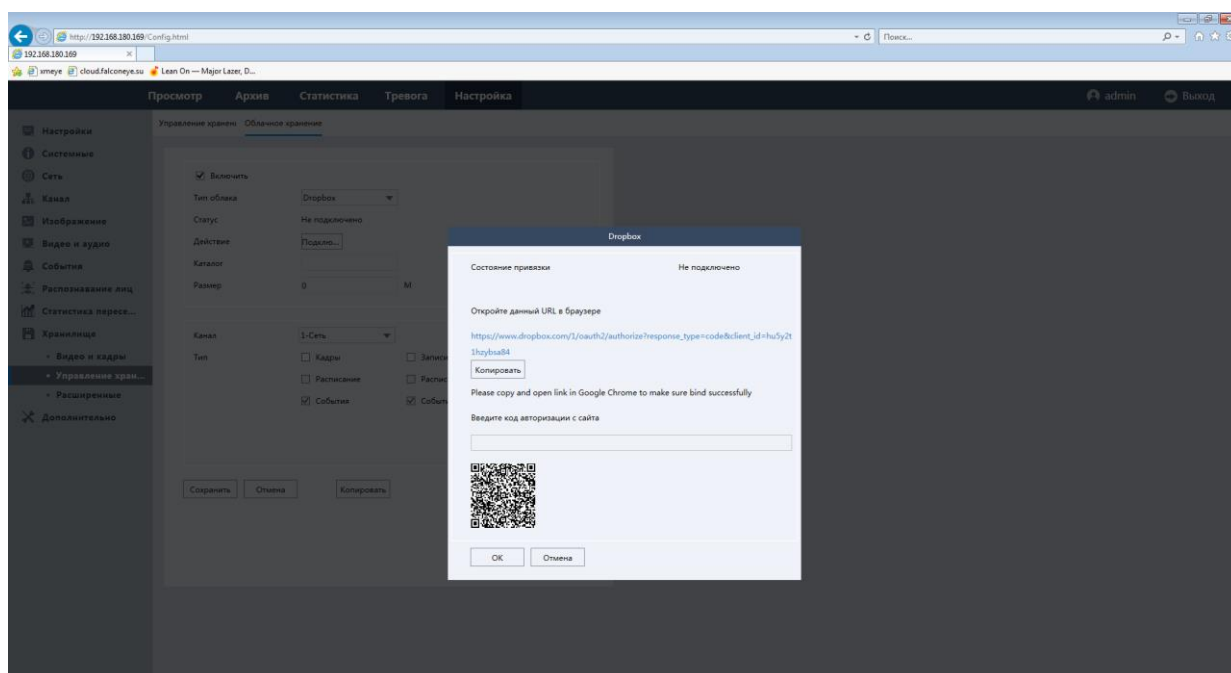 http://192.168.180.169/Config.html
Поиск...
192.168.180.169
xmeye
cloud.falconeye.su
Lean On — Major Lazer, D...
Просмотр
Архив
Статистика
Тревога
Настройка
admin
Выход
Управление хранени
Облачное хранение
Настройки
Системные
Сеть
Канал
Изображение
Видео и аудио
События
Распознавание лиц
Статистика пересе...
Хранилище
Видео и кадры
Управление хран...
Расширенные
Дополнительно
Включить
Тип облака
Dropbox
Статус
Не подключено
Действие
Подклю...
Каталог
Размер
0
M
Канал
1-Сеть
Тип
Кадры
Записи
Расписание
Распис
События
Событи
Сохранить
Отмена
Копировать
Dropbox
Состояние привязки
Не подключено
Откройте данный URL в браузере
https://www.dropbox.com/1/oauth2/authorize?response_type=code&client_id=hu5y2t
1hzybsa84
Копировать
Please copy and open link in Google Chrome to make sure bind successfully
Введите код авторизации с сайта
OK
Отмена